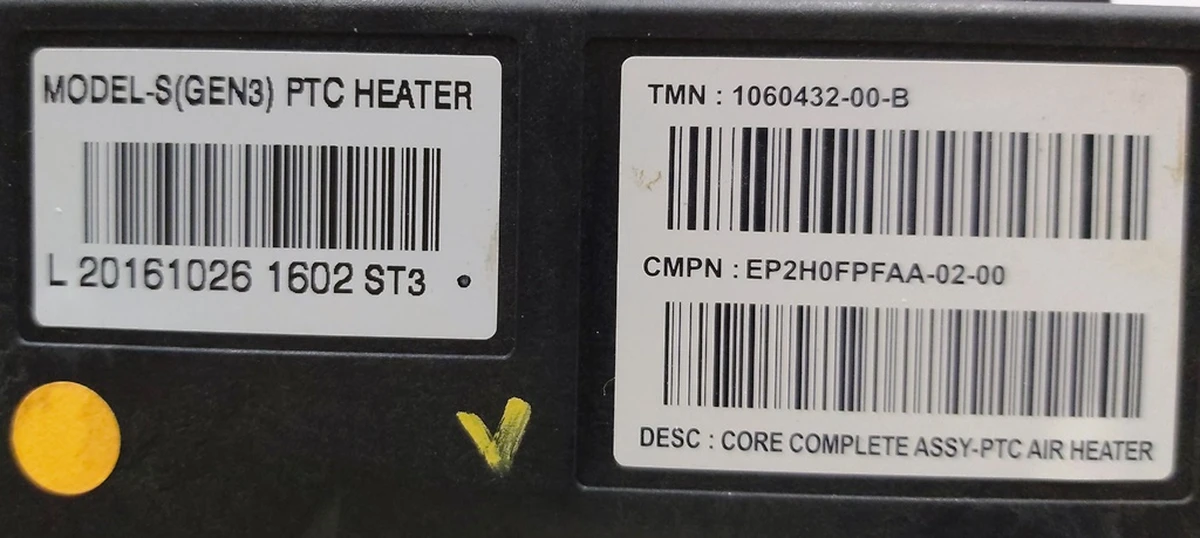 MODEL-S(GEN3) PTC HEATER
L 20161026 1602 ST3 •
TMN : 1060432-00-B
CMPN : EP2H0FPFAA-02-00
DESC : CORE COMPLETE ASSY-PTC AIR HEATER